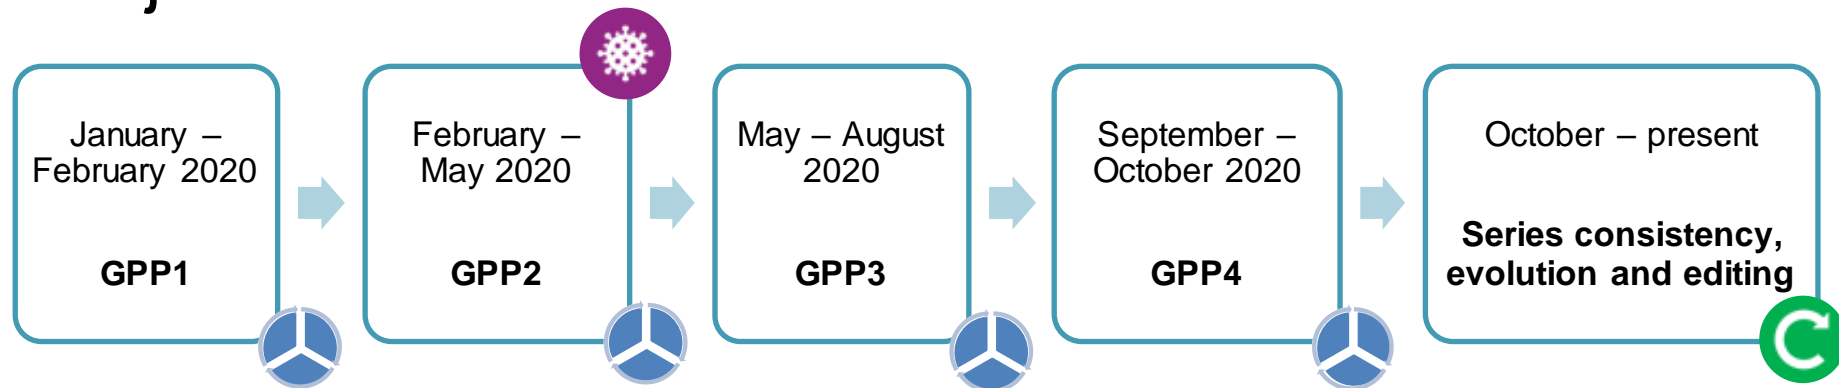 January –
February 2020
GPP1
February –
May 2020
GPP2
May – August
2020
GPP3
September –
October 2020
GPP4
October – present
Series consistency,
evolution and editing